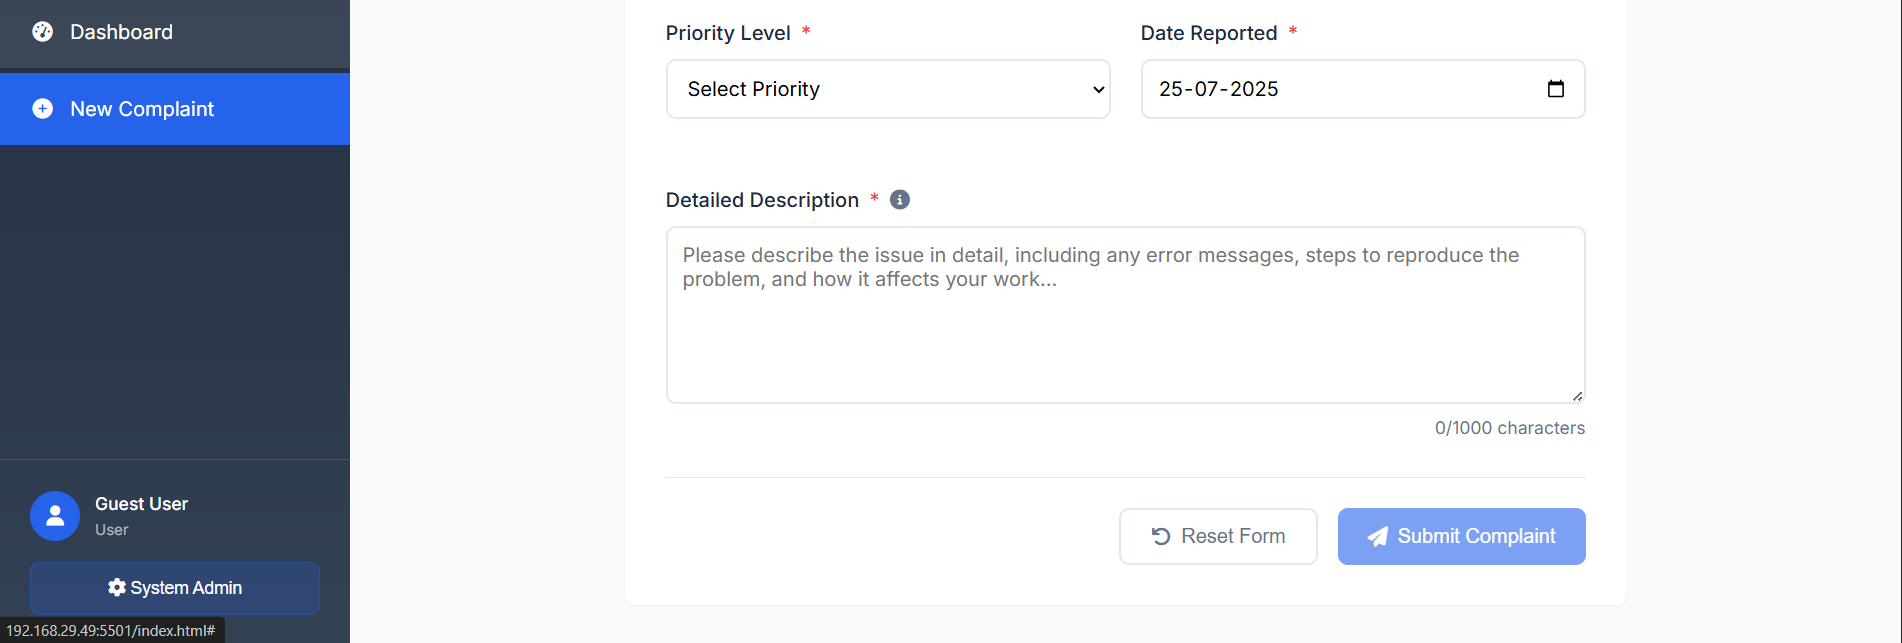 Dashboard
New Complaint
Guest User
User
System Admin
192.168.29.49:5501/index.html#
Priority Level *
Select Priority
Date Reported *
25-07-2025
Detailed Description *
Please describe the issue in detail, including any error messages, steps to reproduce the
problem, and how it affects your work...
0/1000 characters
Reset Form
Submit Complaint